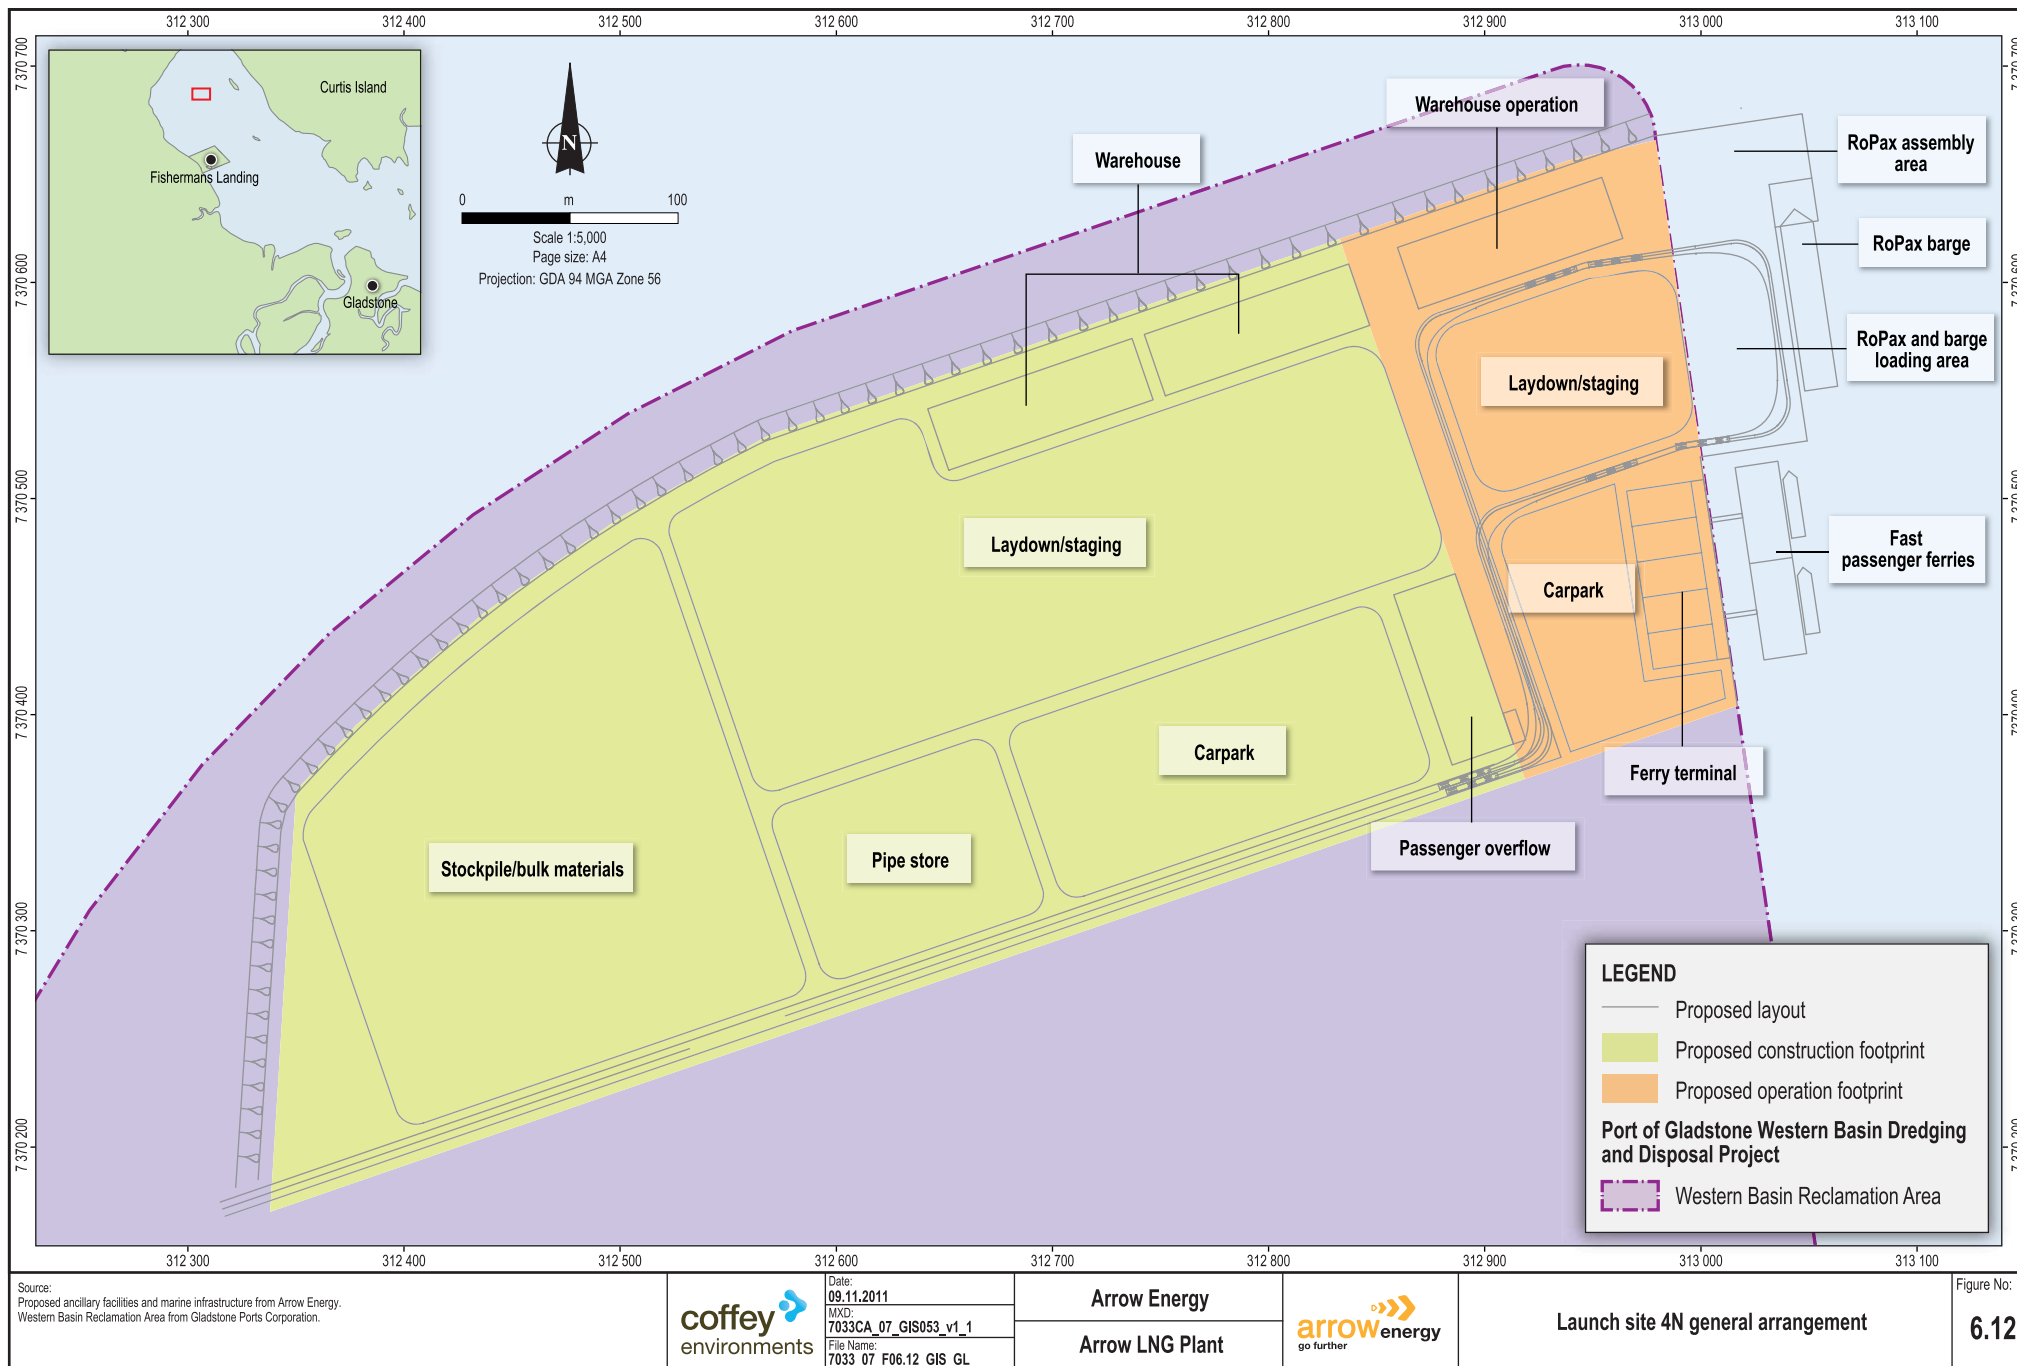 312 300 312 400 312 500 312 600 312 700 312 800 312 900 313 000 313 100
7 370 700
7 370 600
7 370 500
7 370 400
7 370 300
7 370 200
Curtis Island
Fishermans Landing
Gladstone
N
0 m 100
Scale 1:5,000
Page size: A4
Projection: GDA 94 MGA Zone 56
Warehouse
Warehouse operation
RoPax assembly
area
RoPax barge
RoPax and barge
loading area
Laydown/staging
Laydown/staging
Fast
passenger ferries
Carpark
Carpark
Ferry terminal
Passenger overflow
Pipe store
Stockpile/bulk materials
LEGEND
Proposed layout
Proposed construction footprint
Proposed operation footprint
Port of Gladstone Western Basin Dredging
and Disposal Project
Western Basin Reclamation Area
312 300 312 400 312 500 312 600 312 700 312 800 312 900 313 000 313 100
Source:
Proposed ancillary facilities and marine infrastructure from Arrow Energy.
Western Basin Reclamation Area from Gladstone Ports Corporation.
coffey
environments
Date:
09.11.2011
MXD:
7033CA_07_GIS053_v1_1
File Name:
7033_07_F06.12_GIS_GL
Arrow Energy
Arrow LNG Plant
arrow energy
go further
Launch site 4N general arrangement
Figure No:
6.12